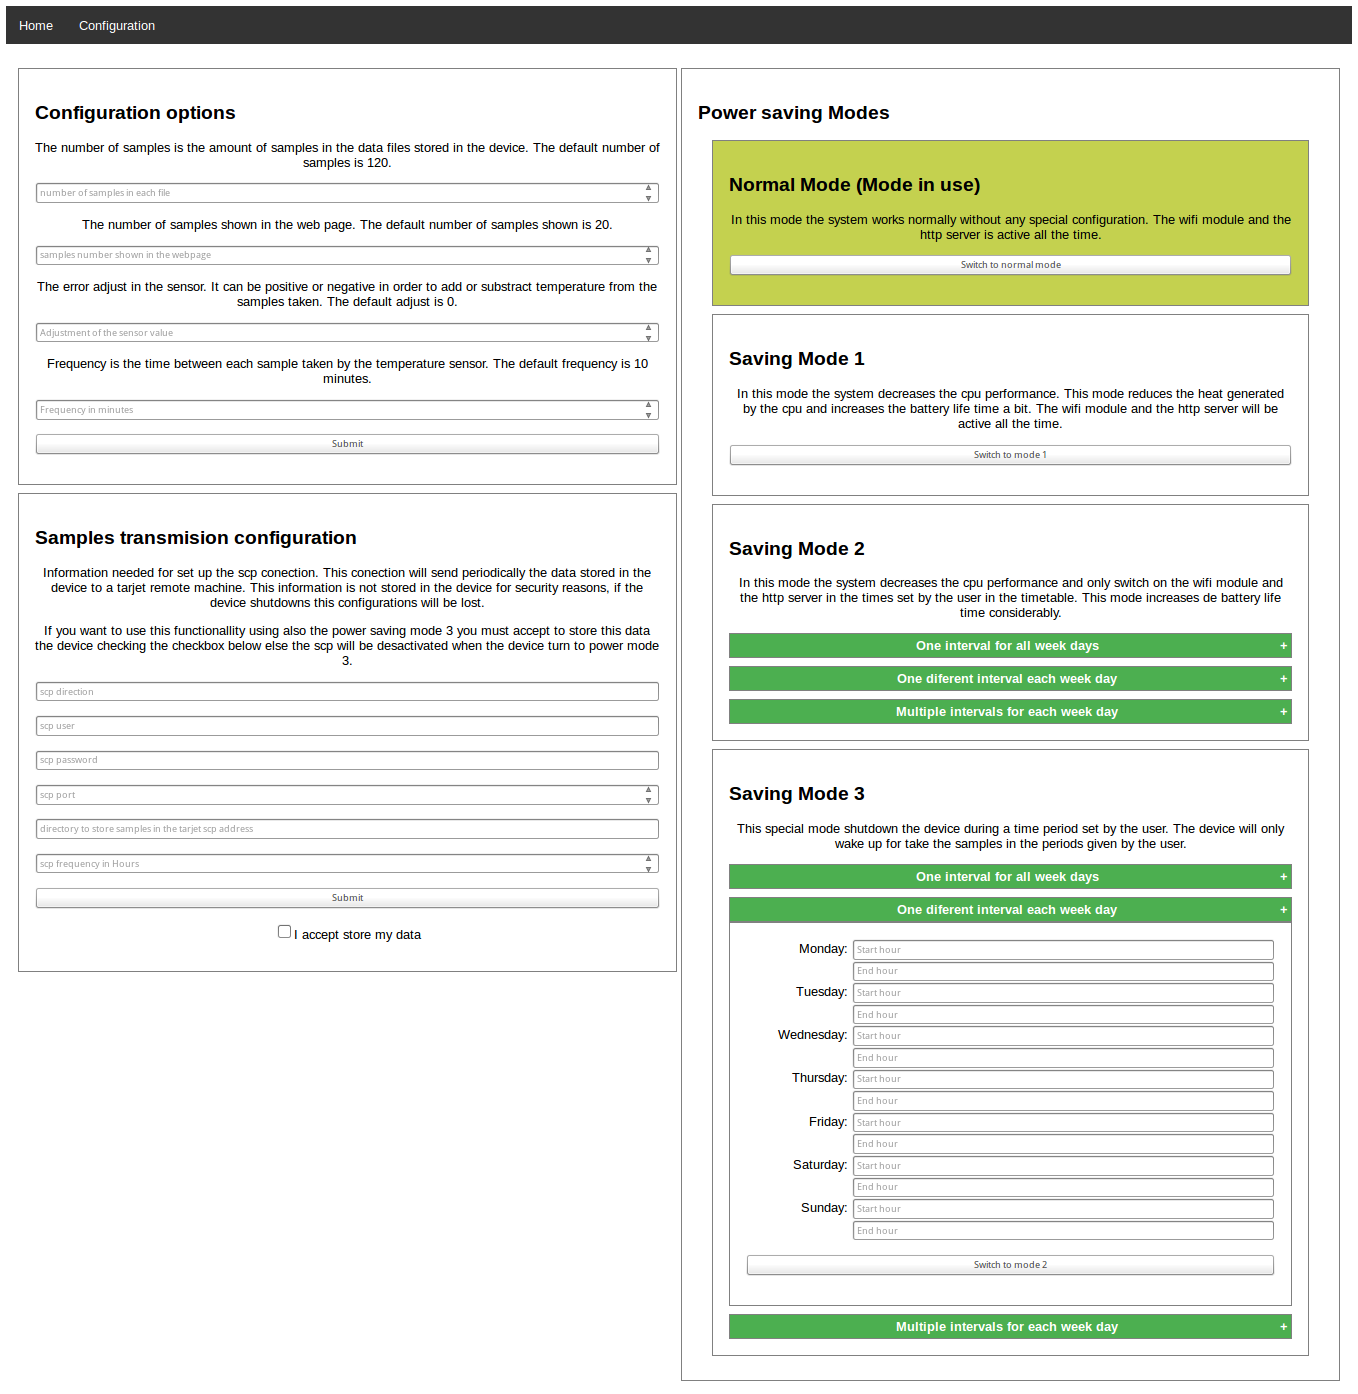 Home Configuration
Configuration options
The number of samples is the amount of samples in the data files stored in the device. The default number of
samples is 120.
number of samples in each file
The number of samples shown in the web page. The default number of samples shown is 20.
samples number shown in the webpage
The error adjust in the sensor. It can be positive or negative in order to add or substract temperature from the
samples taken. The default adjust is 0.
Adjustment of the sensor value
Frequency is the time between each sample taken by the temperature sensor. The default frequency is 10
minutes.
Frequency in minutes
Submit
Samples transmision configuration
Information needed for set up the scp conection. This conection will send periodically the data stored in the
device to a tarjet remote machine. This information is not stored in the device for security reasons, if the
device shutdowns this configurations will be lost.
If you want to use this functionallity using also the power saving mode 3 you must accept to store this data
the device checking the checkbox below else the scp will be desactivated when the device turn to power mode
3.
scp direction
scp user
scp password
scp port
directory to store samples in the tarjet scp address
scp frequency in Hours
Submit
I accept store my data
Power saving Modes
Normal Mode (Mode in use)
In this mode the system works normally without any special configuration. The wifi module and the
http server is active all the time.
Switch to normal mode
Saving Mode 1
In this mode the system decreases the cpu performance. This mode reduces the heat generated
by the cpu and increases the battery life time a bit. The wifi module and the http server will be
active all the time.
Switch to mode 1
Saving Mode 2
In this mode the system decreases the cpu performance and only switch on the wifi module and
the http server in the times set by the user in the timetable. This mode increases de battery life
time considerably.
One interval for all week days +
One diferent interval each week day +
Multiple intervals for each week day +
Saving Mode 3
This special mode shutdown the device during a time period set by the user. The device will only
wake up for take the samples in the periods given by the user.
One interval for all week days +
One diferent interval each week day +
Monday: Start hour
End hour
Tuesday: Start hour
End hour
Wednesday: Start hour
End hour
Thursday: Start hour
End hour
Friday: Start hour
End hour
Saturday: Start hour
End hour
Sunday: Start hour
End hour
Switch to mode 2
Multiple intervals for each week day +